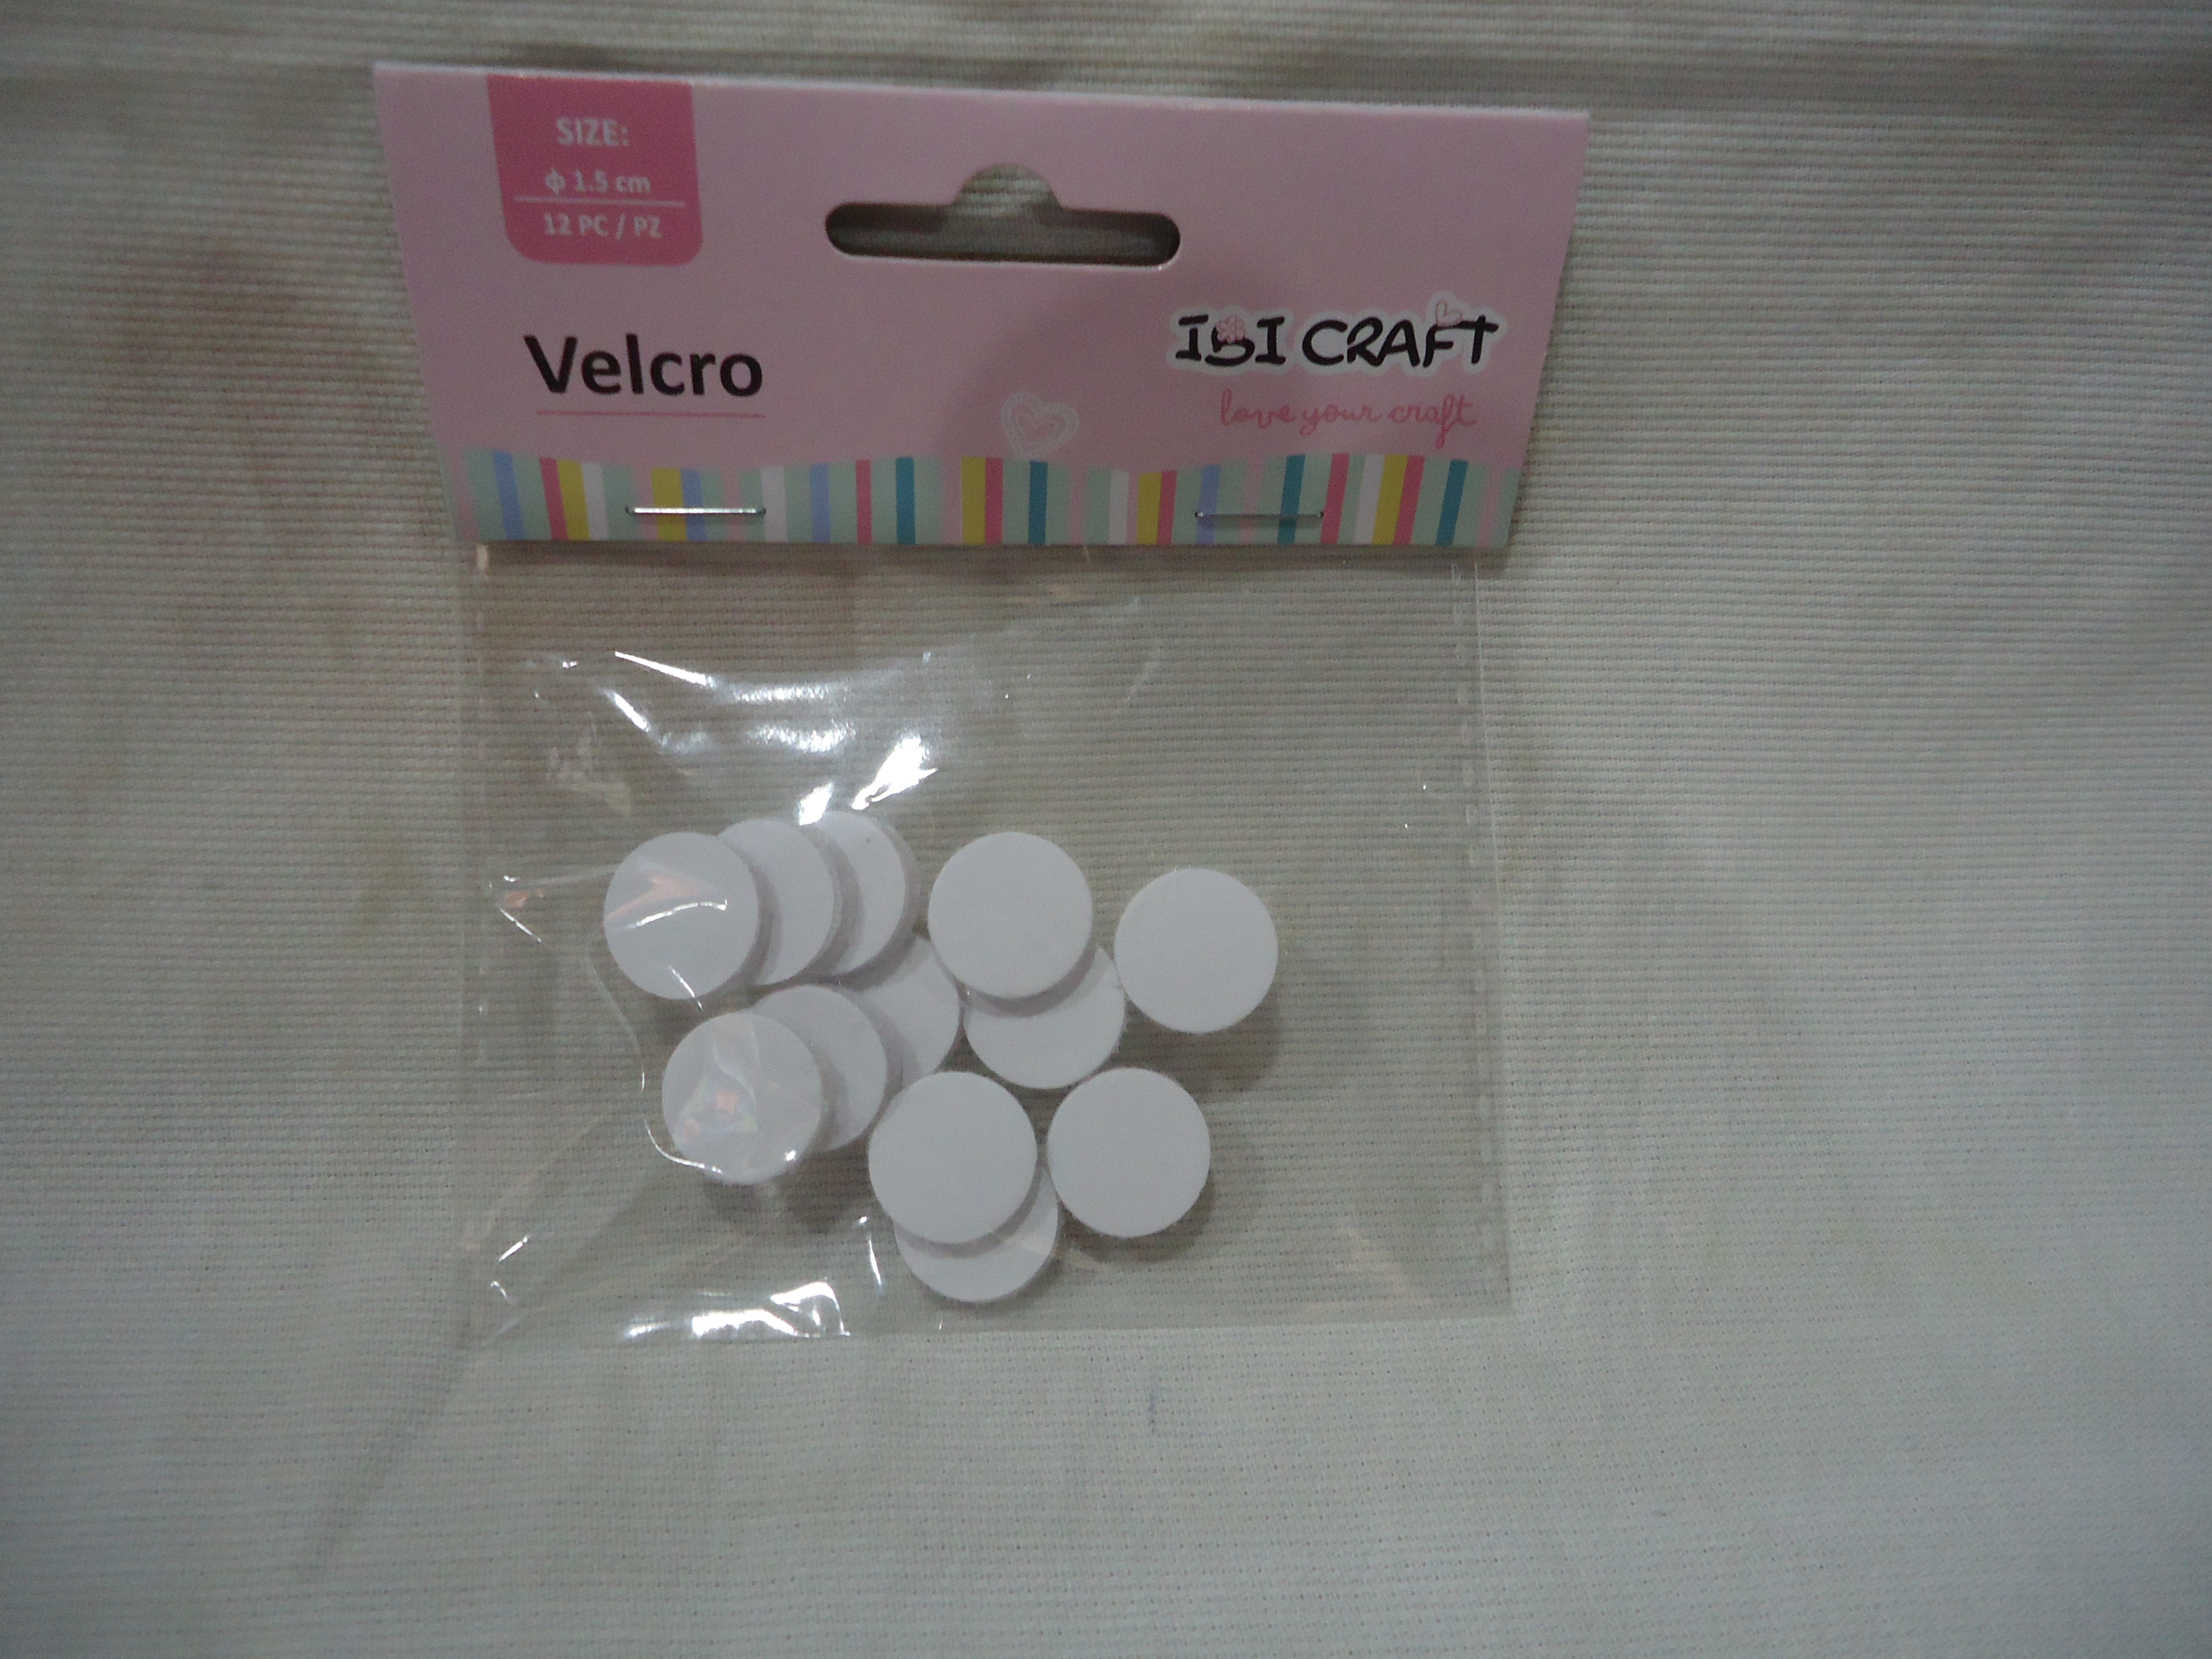 SIZE:
ф 1.5 cm
12 PC / PZ
Velcro
IBI CRAFT
love your craft